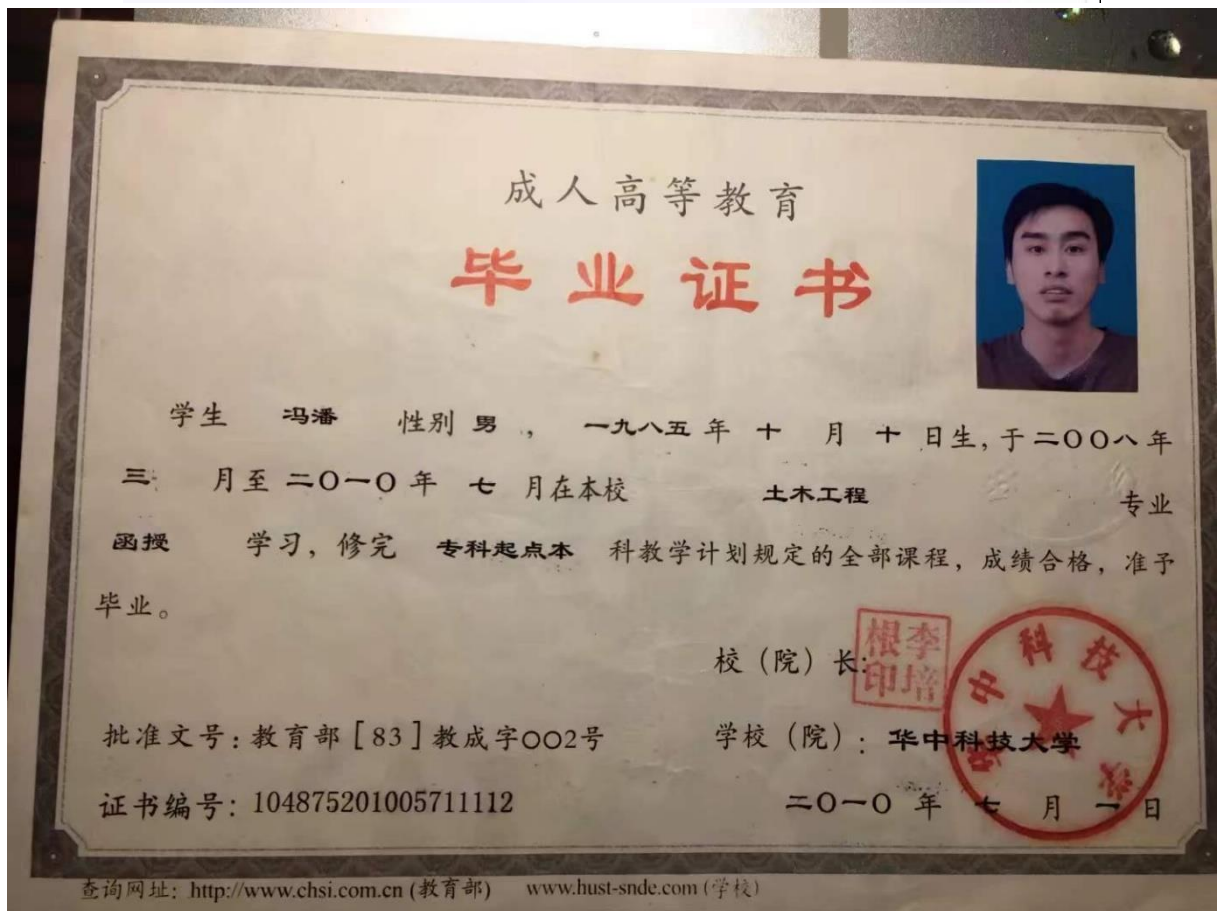 成人高等教育
毕业证书
学生 冯潘 性别 男 ， 一九八五 年 十 月 十 日生，于二〇〇八年
三 月至 二〇一〇 年 七 月在本校 土木工程 专业
函授 学习，修完 专科起点本 科教学计划规定的全部课程，成绩合格，准予
毕业。
校（院）长：
李培根印
批准文号：教育部［83］教成字〇〇2号
学校（院）：华中科技大学
华中科技大学
证书编号：104875201005711112
二〇一〇 年 七 月 一 日
查询网址：http://www.chsi.com.cn (教育部) www.hust-snde.com (学校)